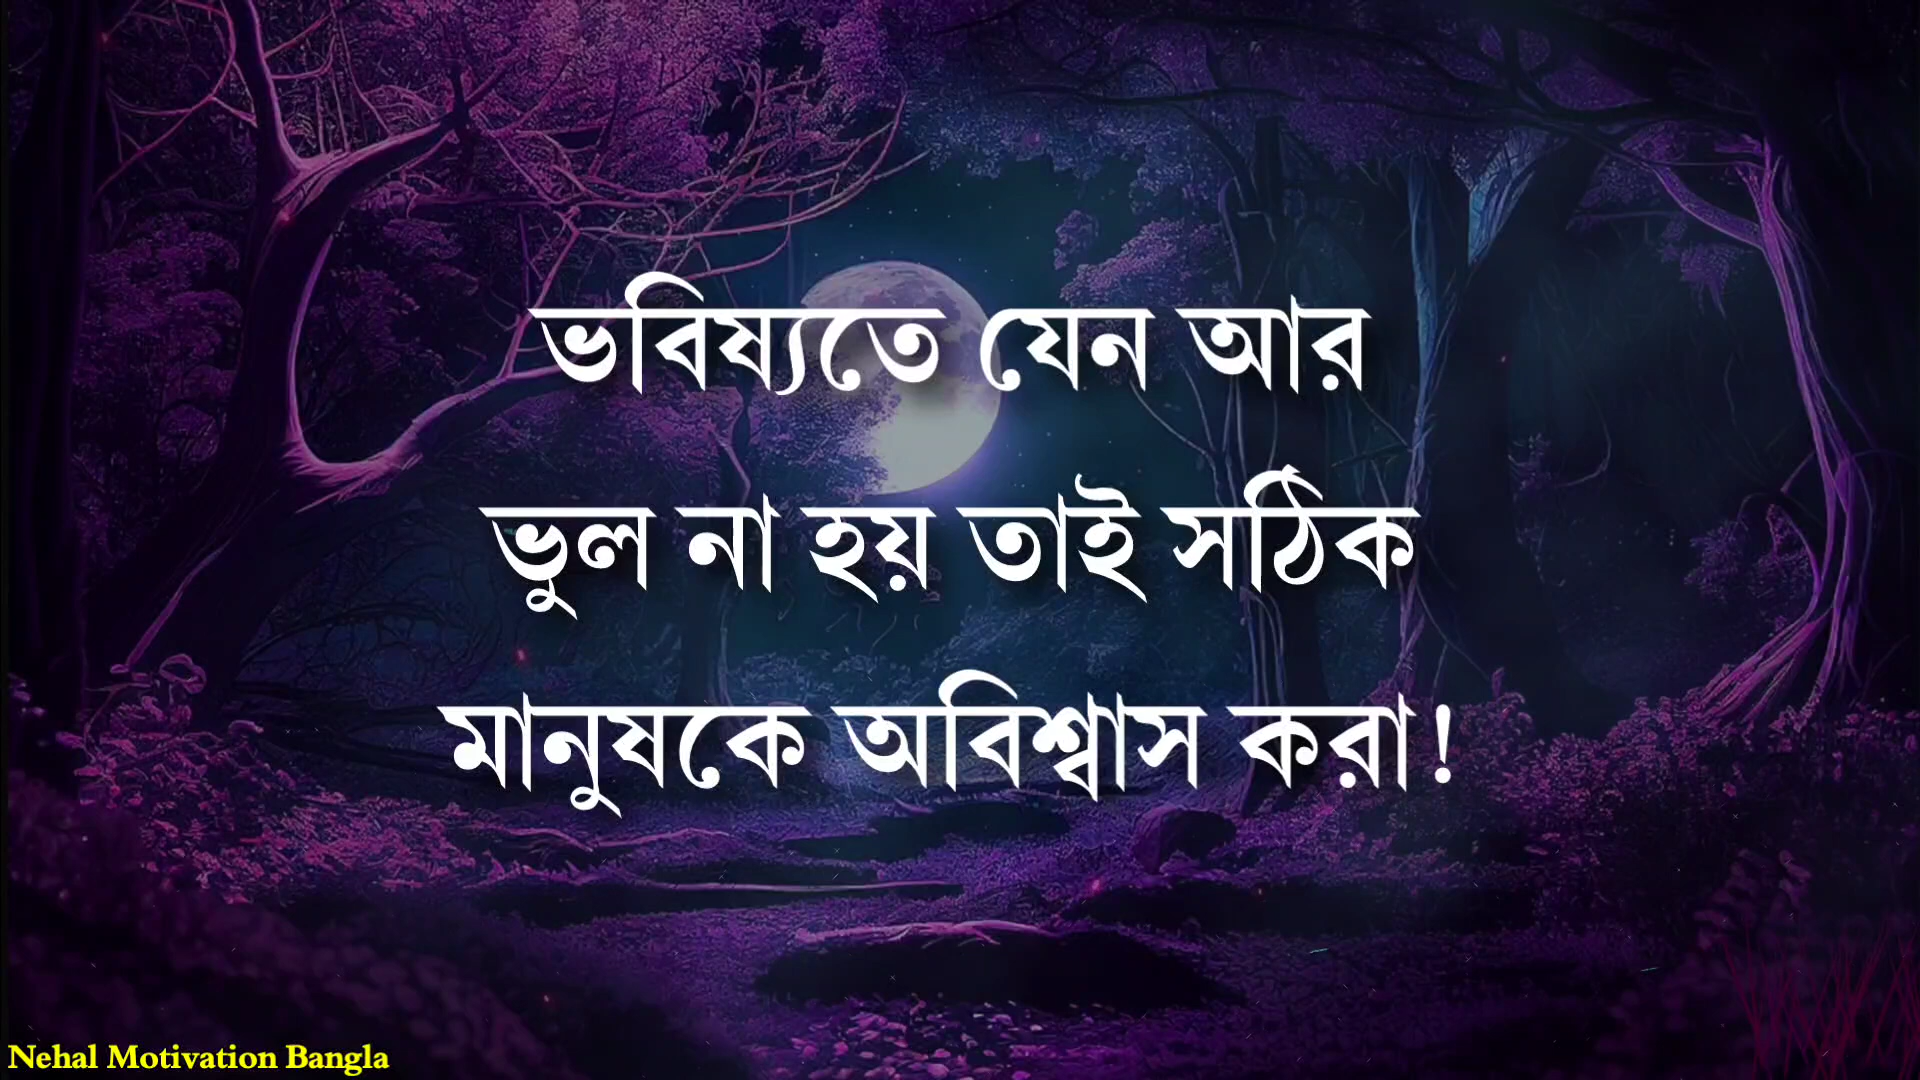 ভবিষ্যতে যেন আর
ভুল না হয় তাই সঠিক
মানুষকে অবিশ্বাস করা!
Nehal Motivation Bangla